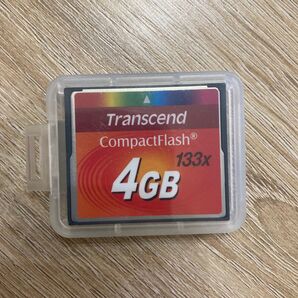 Transcend
CompactFlash®
133x
4GB